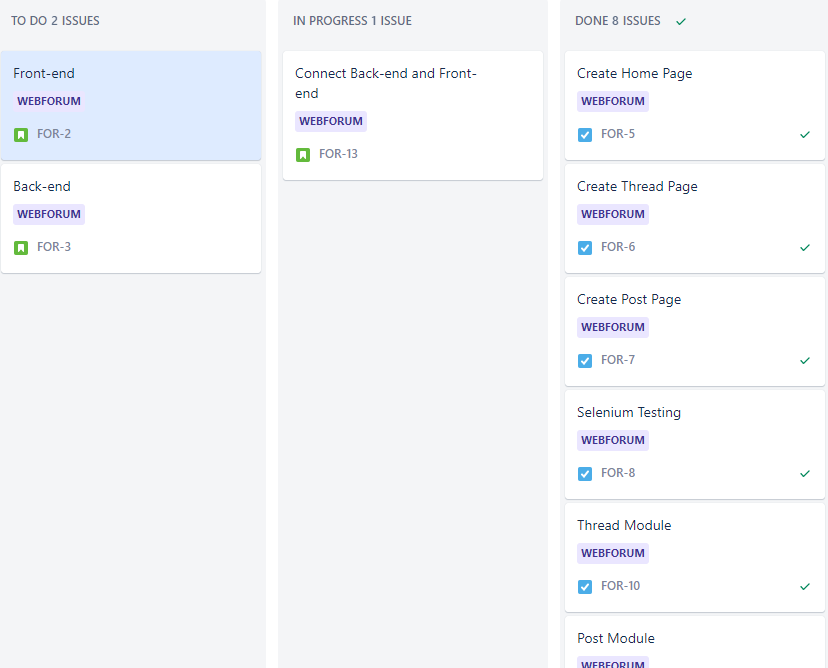 TO DO 2 ISSUES
Front-end
WEBFORUM
FOR-2
Back-end
WEBFORUM
FOR-3
IN PROGRESS 1 ISSUE
Connect Back-end and Front-
end
WEBFORUM
FOR-13
DONE 8 ISSUES
Create Home Page
WEBFORUM
FOR-5
Create Thread Page
WEBFORUM
FOR-6
Create Post Page
WEBFORUM
FOR-7
Selenium Testing
WEBFORUM
FOR-8
Thread Module
WEBFORUM
FOR-10
Post Module
WEBFORUM